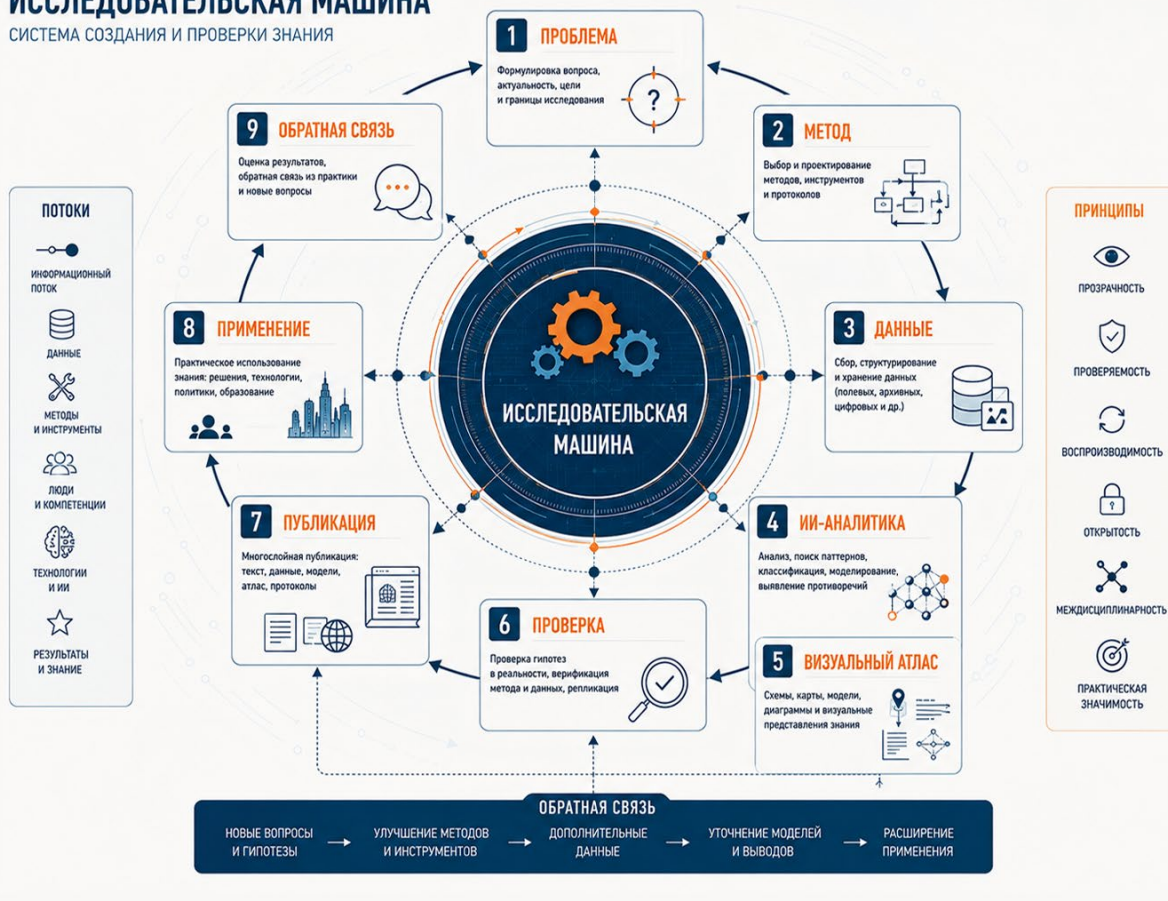 ИССЛЕДОВАТЕЛЬСКАЯ МАШИНА
СИСТЕМА СОЗДАНИЯ И ПРОВЕРКИ ЗНАНИЯ
1 ПРОБЛЕМА
Формулировка вопроса,
актуальность, цели
и границы исследования
?
2 МЕТОД
Выбор и проектирование
методов, инструментов
и протоколов
3 ДАННЫЕ
Сбор, структурирование
и хранение данных
(полевых, архивных,
цифровых и др.)
4 ИИ-АНАЛИТИКА
Анализ, поиск паттернов,
классификация, моделирование,
выявление противоречий
5 ВИЗУАЛЬНЫЙ АТЛАС
Схемы, карты, модели,
диаграммы и визуальные
представления знания
6 ПРОВЕРКА
Проверка гипотез
в реальности, верификация
метода и данных, репликация
7 ПУБЛИКАЦИЯ
Многослойная публикация:
текст, данные, модели,
атлас, протоколы
8 ПРИМЕНЕНИЕ
Практическое использование
знания: решения, технологии,
политики, образование
9 ОБРАТНАЯ СВЯЗЬ
Оценка результатов,
обратная связь из практики
и новые вопросы
ИССЛЕДОВАТЕЛЬСКАЯ
МАШИНА
ПОТОКИ
ИНФОРМАЦИОННЫЙ
ПОТОК
ДАННЫЕ
МЕТОДЫ
И ИНСТРУМЕНТЫ
ЛЮДИ
И КОМПЕТЕНЦИИ
ТЕХНОЛОГИИ
И ИИ
РЕЗУЛЬТАТЫ
И ЗНАНИЕ
ПРИНЦИПЫ
ПРОЗРАЧНОСТЬ
ПРОВЕРЯЕМОСТЬ
ВОСПРОИЗВОДИМОСТЬ
ОТКРЫТОСТЬ
МЕЖДИСЦИПЛИНАРНОСТЬ
ПРАКТИЧЕСКАЯ
ЗНАЧИМОСТЬ
ОБРАТНАЯ СВЯЗЬ
НОВЫЕ ВОПРОСЫ
И ГИПОТЕЗЫ
УЛУЧШЕНИЕ МЕТОДОВ
И ИНСТРУМЕНТОВ
ДОПОЛНИТЕЛЬНЫЕ
ДАННЫЕ
УТОЧНЕНИЕ МОДЕЛЕЙ
И ВЫВОДОВ
РАСШИРЕНИЕ
ПРИМЕНЕНИЯ